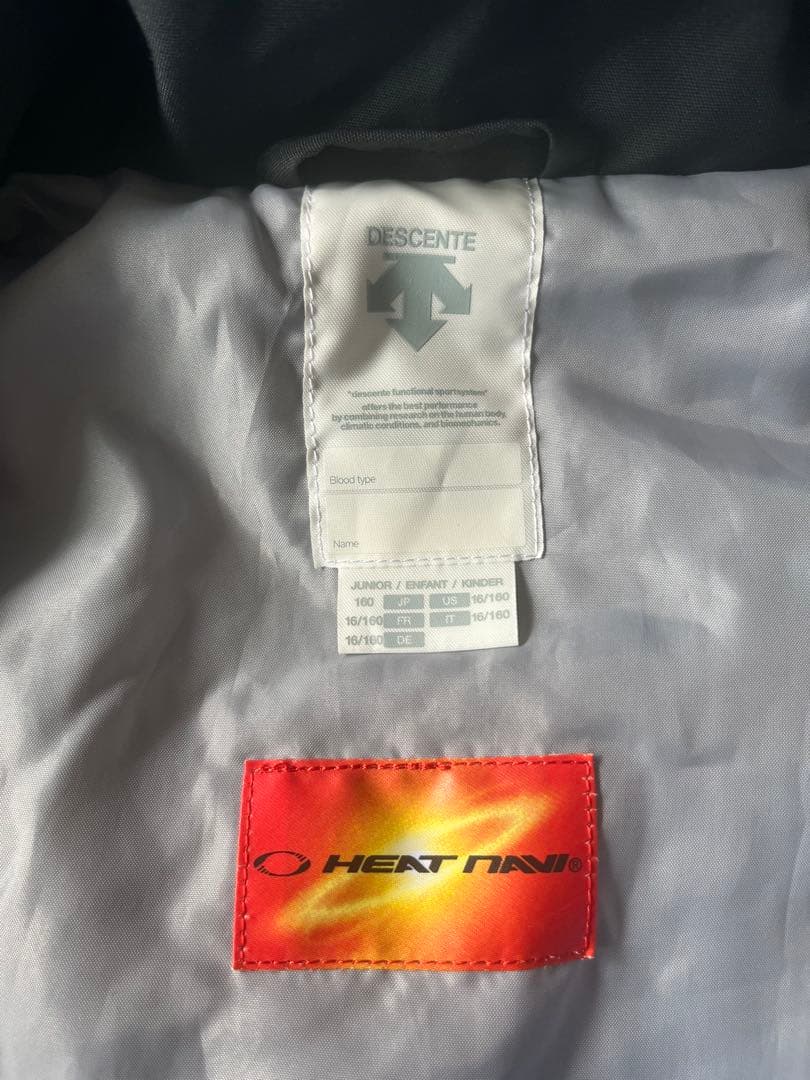 DESCENTE
"descente functional sportsystem"
offers the best performance
by combining research on the human body,
climatic conditions, and biomechanics.
Blood type
Name
JUNIOR / ENFANT / KINDER
160 JP US 16/160
16/160 FR IT 16/160
16/160 DE
HEAT NAVI®